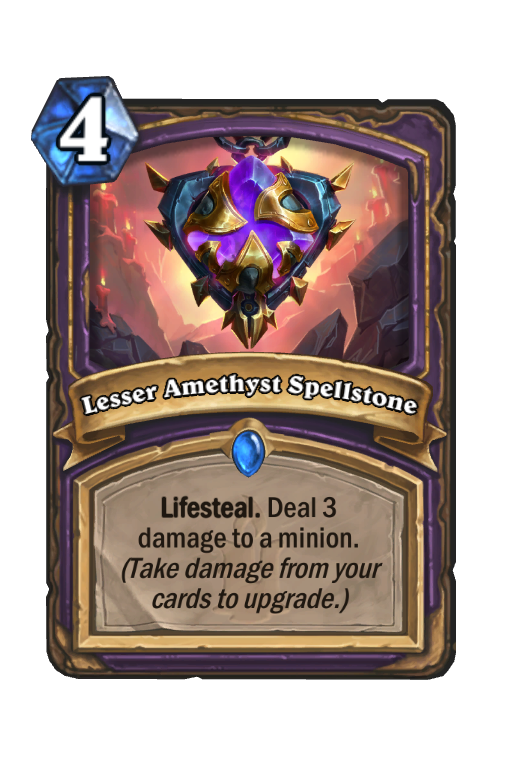 4
Lesser Amethyst Spellstone
Lifesteal. Deal 3
damage to a minion.
(Take damage from your
cards to upgrade.)